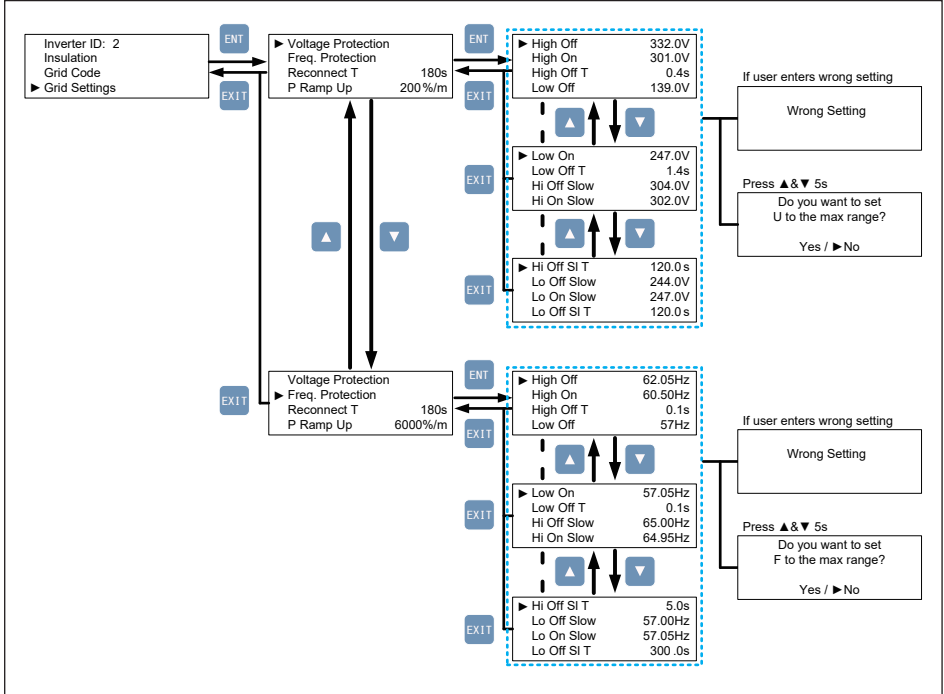 Inverter ID: 2
Insulation
Grid Code
► Grid Settings
ENT
EXIT
► Voltage Protection
Freq. Protection
Reconnect T 180s
P Ramp Up 200%/m
ENT
EXIT
► High Off 332.0V
High On 301.0V
High Off T 0.4s
Low Off 139.0V
▲ ▼
EXIT
► Low On 247.0V
Low Off T 1.4s
Hi Off Slow 304.0V
Hi On Slow 302.0V
▲ ▼
EXIT
► Hi Off Sl T 120.0 s
Lo Off Slow 244.0V
Lo On Slow 247.0V
Lo Off Sl T 120.0 s
If user enters wrong setting
Wrong Setting
Press ▲&▼ 5s
Do you want to set
U to the max range?
Yes / ►No
▲ ▼
EXIT
Voltage Protection
► Freq. Protection
Reconnect T 180s
P Ramp Up 6000%/m
ENT
EXIT
► High Off 62.05Hz
High On 60.50Hz
High Off T 0.1s
Low Off 57Hz
▲ ▼
EXIT
► Low On 57.05Hz
Low Off T 0.1s
Hi Off Slow 65.00Hz
Hi On Slow 64.95Hz
▲ ▼
EXIT
► Hi Off Sl T 5.0s
Lo Off Slow 57.00Hz
Lo On Slow 57.05Hz
Lo Off Sl T 300 .0s
If user enters wrong setting
Wrong Setting
Press ▲&▼ 5s
Do you want to set
F to the max range?
Yes / ►No